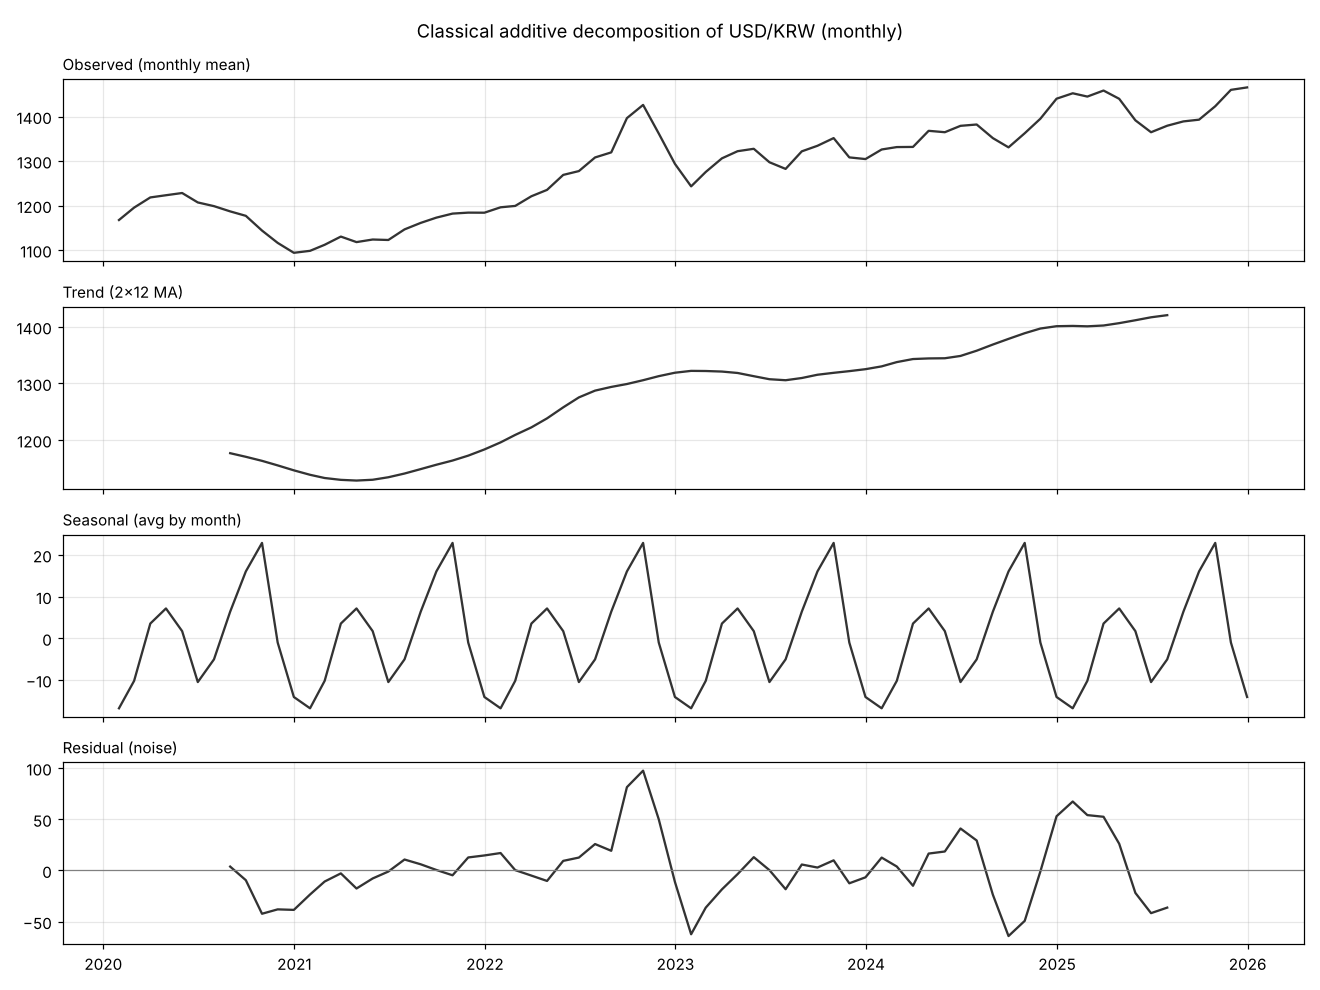 Classical additive decomposition of USD/KRW (monthly)
Observed (monthly mean)
1400
1300
1200
1100
Trend (2×12 MA)
1400
1300
1200
Seasonal (avg by month)
20
10
0
−10
Residual (noise)
100
50
0
−50
2020 2021 2022 2023 2024 2025 2026